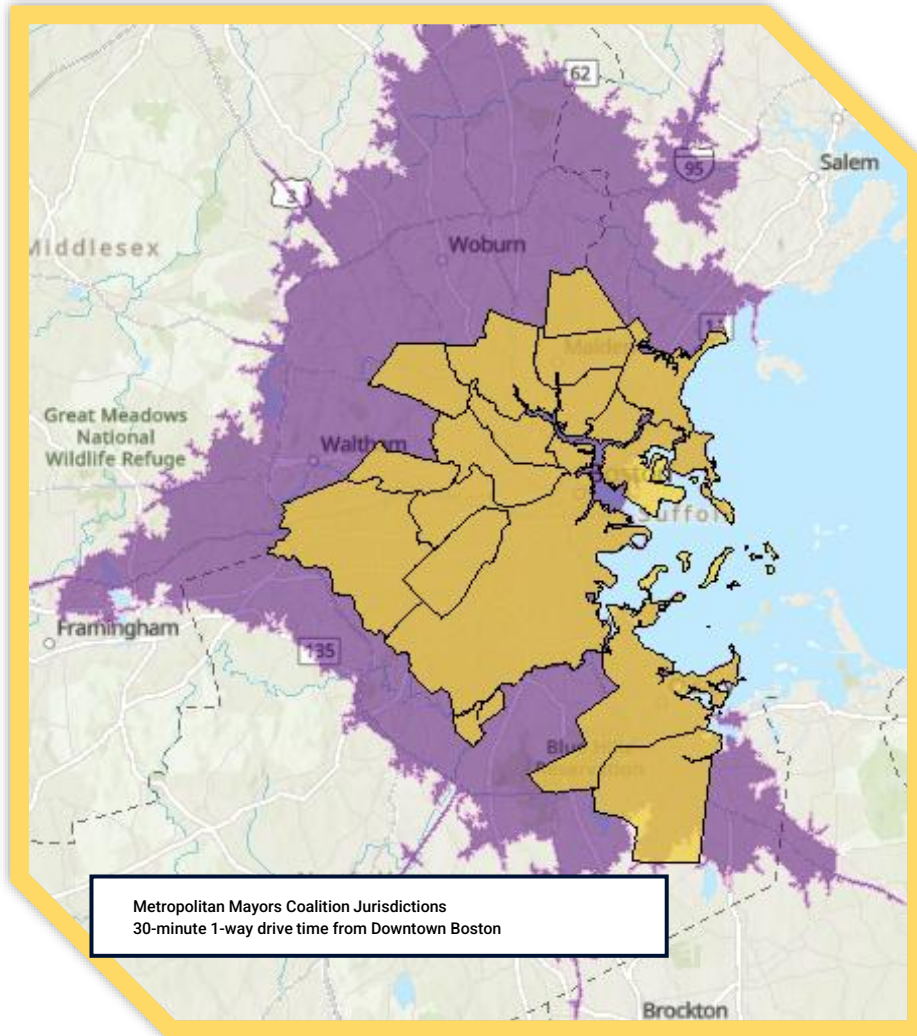 62
Salem
95
3
Middlesex
Woburn
Great Meadows
National
Wildlife Refuge
Waltham
Suffolk
Framingham
135
Metropolitan Mayors Coalition Jurisdictions
30-minute 1-way drive time from Downtown Boston
Brockton